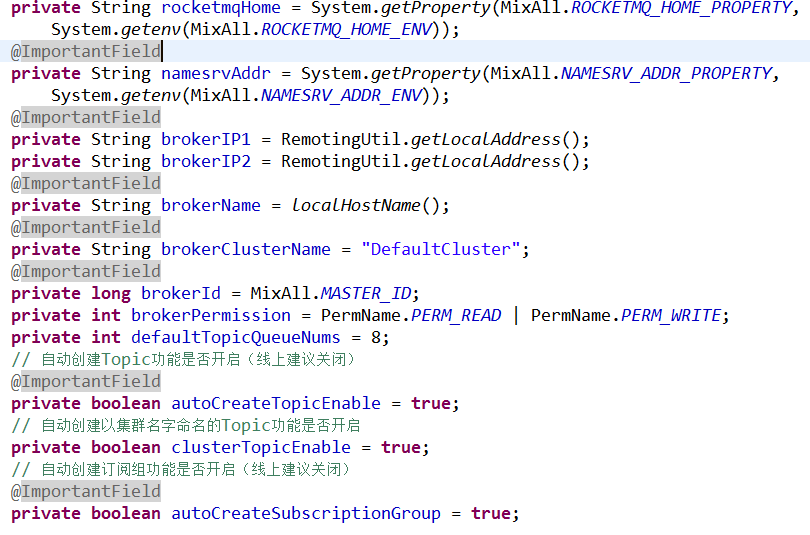 private String rocketmqHome = System.getProperty(MixAll.ROCKETMQ_HOME_PROPERTY,
    System.getenv(MixAll.ROCKETMQ_HOME_ENV));
@ImportantField
private String namesrvAddr = System.getProperty(MixAll.NAMESRV_ADDR_PROPERTY,
    System.getenv(MixAll.NAMESRV_ADDR_ENV));
@ImportantField
private String brokerIP1 = RemotingUtil.getLocalAddress();
private String brokerIP2 = RemotingUtil.getLocalAddress();
@ImportantField
private String brokerName = localHostName();
@ImportantField
private String brokerClusterName = "DefaultCluster";
@ImportantField
private long brokerId = MixAll.MASTER_ID;
private int brokerPermission = PermName.PERM_READ | PermName.PERM_WRITE;
private int defaultTopicQueueNums = 8;
// 自动创建Topic功能是否开启（线上建议关闭）
@ImportantField
private boolean autoCreateTopicEnable = true;
// 自动创建以集群名字命名的Topic功能是否开启
private boolean clusterTopicEnable = true;
// 自动创建订阅组功能是否开启（线上建议关闭）
@ImportantField
private boolean autoCreateSubscriptionGroup = true;